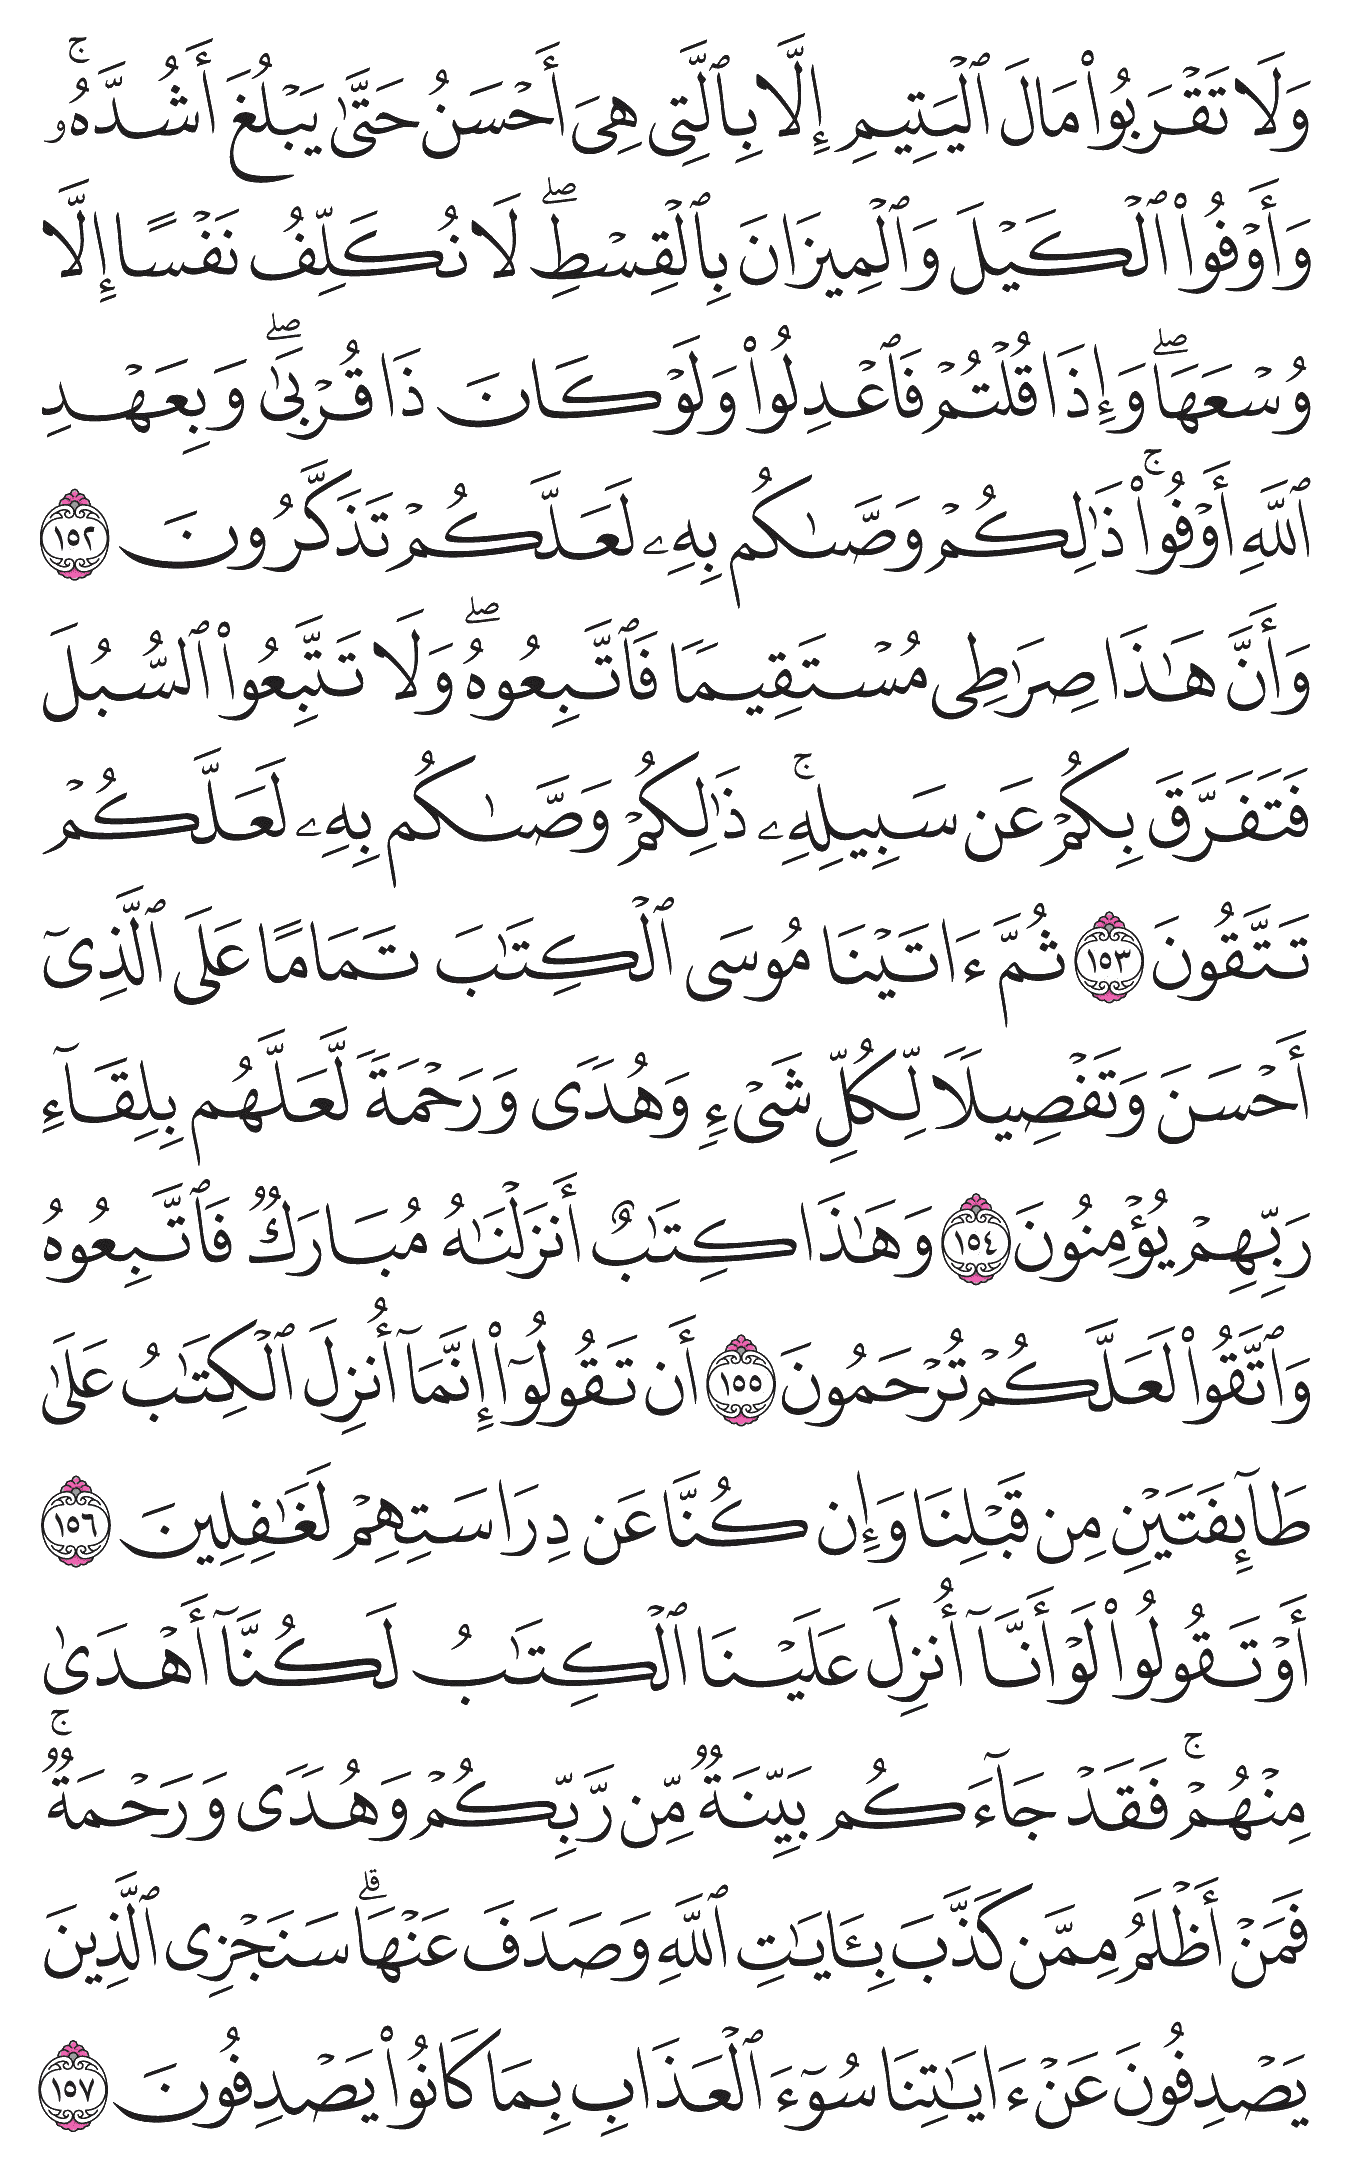 وَلَا تَقْرَبُوا۟ مَالَ ٱلْيَتِيمِ إِلَّا بِٱلَّتِى هِىَ أَحْسَنُ حَتَّىٰ يَبْلُغَ أَشُدَّهُۥ ۚ
وَأَوْفُوا۟ ٱلْكَيْلَ وَٱلْمِيزَانَ بِٱلْقِسْطِ ۖ لَا نُكَلِّفُ نَفْسًا إِلَّا
وُسْعَهَا ۖ وَإِذَا قُلْتُمْ فَٱعْدِلُوا۟ وَلَوْ كَانَ ذَا قُرْبَىٰ ۖ وَبِعَهْدِ
ٱللَّهِ أَوْفُوا۟ ۚ ذَٰلِكُمْ وَصَّىٰكُم بِهِۦ لَعَلَّكُمْ تَذَكَّرُونَ ١٥٢
وَأَنَّ هَـٰذَا صِرَٰطِى مُسْتَقِيمًا فَٱتَّبِعُوهُ ۖ وَلَا تَتَّبِعُوا۟ ٱلسُّبُلَ
فَتَفَرَّقَ بِكُمْ عَن سَبِيلِهِۦ ۚ ذَٰلِكُمْ وَصَّىٰكُم بِهِۦ لَعَلَّكُمْ
تَتَّقُونَ ١٥٣ ثُمَّ ءَاتَيْنَا مُوسَى ٱلْكِتَـٰبَ تَمَامًا عَلَى ٱلَّذِىٓ
أَحْسَنَ وَتَفْصِيلًا لِّكُلِّ شَىْءٍ وَهُدًى وَرَحْمَةً لَّعَلَّهُم بِلِقَآءِ
رَبِّهِمْ يُؤْمِنُونَ ١٥٤ وَهَـٰذَا كِتَـٰبٌ أَنزَلْنَـٰهُ مُبَارَكٌ فَٱتَّبِعُوهُ
وَٱتَّقُوا۟ لَعَلَّكُمْ تُرْحَمُونَ ١٥٥ أَن تَقُولُوٓا۟ إِنَّمَآ أُنزِلَ ٱلْكِتَـٰبُ عَلَىٰ
طَآئِفَتَيْنِ مِن قَبْلِنَا وَإِن كُنَّا عَن دِرَاسَتِهِمْ لَغَـٰفِلِينَ ١٥٦
أَوْ تَقُولُوا۟ لَوْ أَنَّآ أُنزِلَ عَلَيْنَا ٱلْكِتَـٰبُ لَكُنَّآ أَهْدَىٰ
مِنْهُمْ ۚ فَقَدْ جَآءَكُم بَيِّنَةٌ مِّن رَّبِّكُمْ وَهُدًى وَرَحْمَةٌ ۚ
فَمَنْ أَظْلَمُ مِمَّن كَذَّبَ بِـَٔايَـٰتِ ٱللَّهِ وَصَدَفَ عَنْهَا ۗ سَنَجْزِى ٱلَّذِينَ
يَصْدِفُونَ عَنْ ءَايَـٰتِنَا سُوٓءَ ٱلْعَذَابِ بِمَا كَانُوا۟ يَصْدِفُونَ ١٥٧